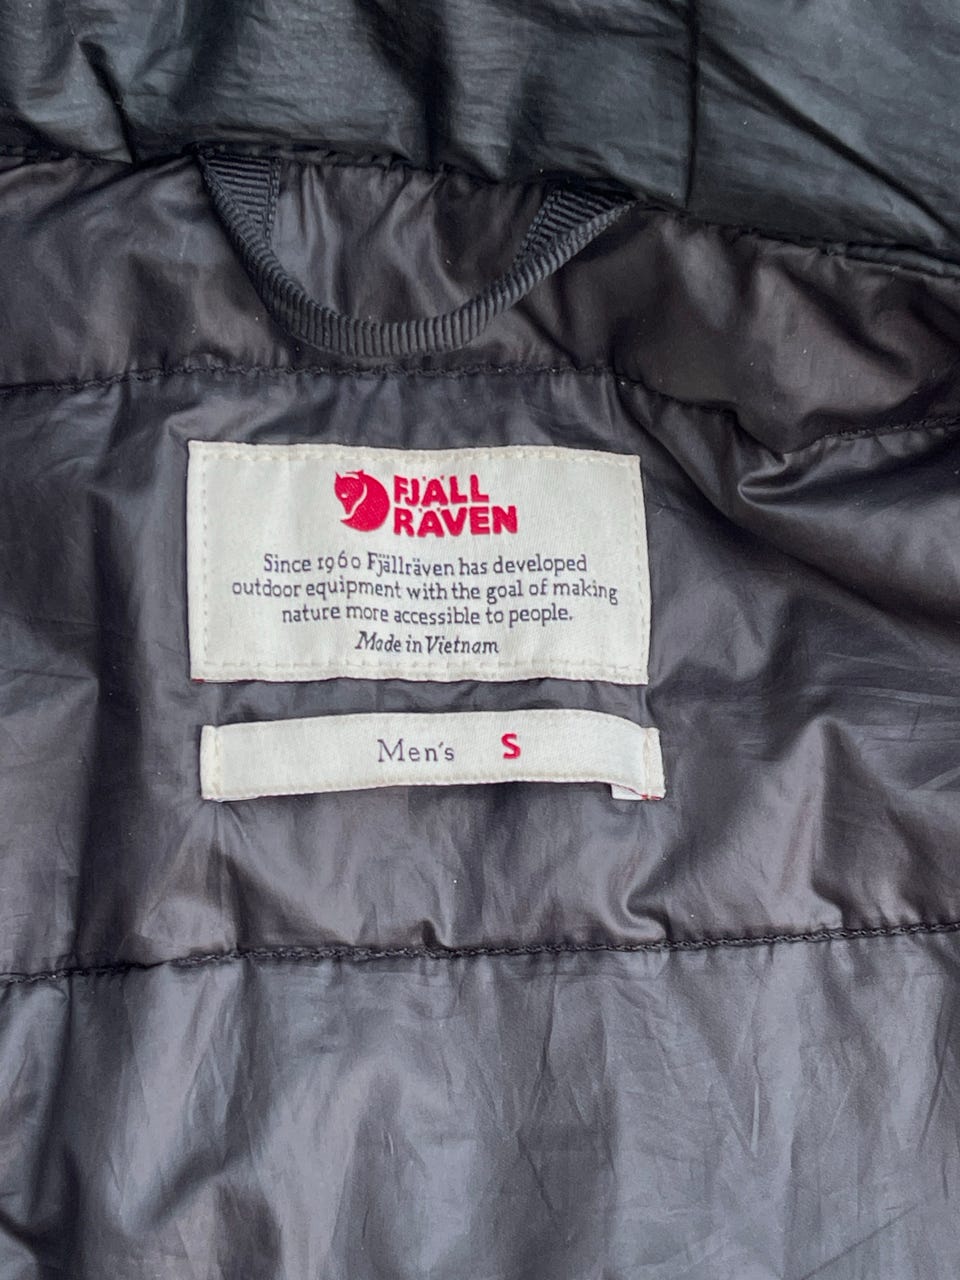 FJÄLL
RÄVEN
Since 1960 Fjällräven has developed
outdoor equipment with the goal of making
nature more accessible to people.
Made in Vietnam
Men's S